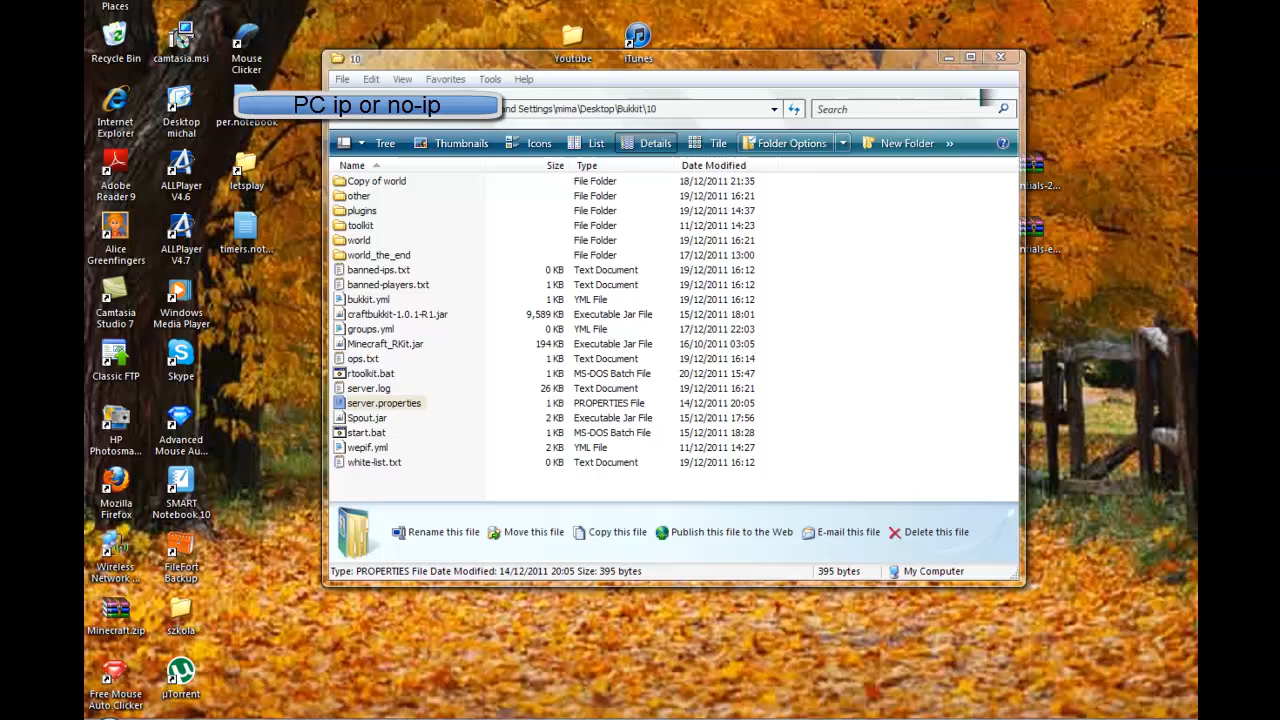 Places
Recycle Bin
camtasia.msi
Mouse
Clicker
Youtube
iTunes
Internet
Explorer
Desktop
michal
per.notebook
Adobe
Reader 9
ALLPlayer
V4.6
letsplay
Alice
Greenfingers
ALLPlayer
V4.7
timers.not...
Camtasia
Studio 7
Windows
Media Player
Classic FTP
Skype
HP
Photosma...
Advanced
Mouse Au...
Mozilla
Firefox
SMART
Notebook 10
Wireless
Network ...
FileFort
Backup
Minecraft.zip
szkola
Free Mouse
Auto Clicker
µTorrent
ntials-2...
ntials-e...
PC ip or no-ip
10
File Edit View Favorites Tools Help
and Settings\mima\Desktop\Bukkit\10 Search
Tree Thumbnails Icons List Details Tile Folder Options New Folder »
Name Size Type Date Modified
Copy of world File Folder 18/12/2011 21:35
other File Folder 19/12/2011 16:21
plugins File Folder 19/12/2011 14:37
toolkit File Folder 11/12/2011 14:23
world File Folder 19/12/2011 16:21
world_the_end File Folder 17/12/2011 13:00
banned-ips.txt 0 KB Text Document 19/12/2011 16:12
banned-players.txt 1 KB Text Document 19/12/2011 16:12
bukkit.yml 1 KB YML File 19/12/2011 16:12
craftbukkit-1.0.1-R1.jar 9,589 KB Executable Jar File 15/12/2011 18:01
groups.yml 0 KB YML File 17/12/2011 22:03
Minecraft_RKit.jar 194 KB Executable Jar File 16/10/2011 03:05
ops.txt 1 KB Text Document 19/12/2011 16:14
rtoolkit.bat 1 KB MS-DOS Batch File 20/12/2011 15:47
server.log 26 KB Text Document 19/12/2011 16:21
server.properties 1 KB PROPERTIES File 14/12/2011 20:05
Spout.jar 2 KB Executable Jar File 15/12/2011 17:56
start.bat 1 KB MS-DOS Batch File 15/12/2011 18:28
wepif.yml 2 KB YML File 11/12/2011 14:27
white-list.txt 0 KB Text Document 19/12/2011 16:12
Rename this file Move this file Copy this file Publish this file to the Web E-mail this file Delete this file
Type: PROPERTIES File Date Modified: 14/12/2011 20:05 Size: 395 bytes 395 bytes My Computer